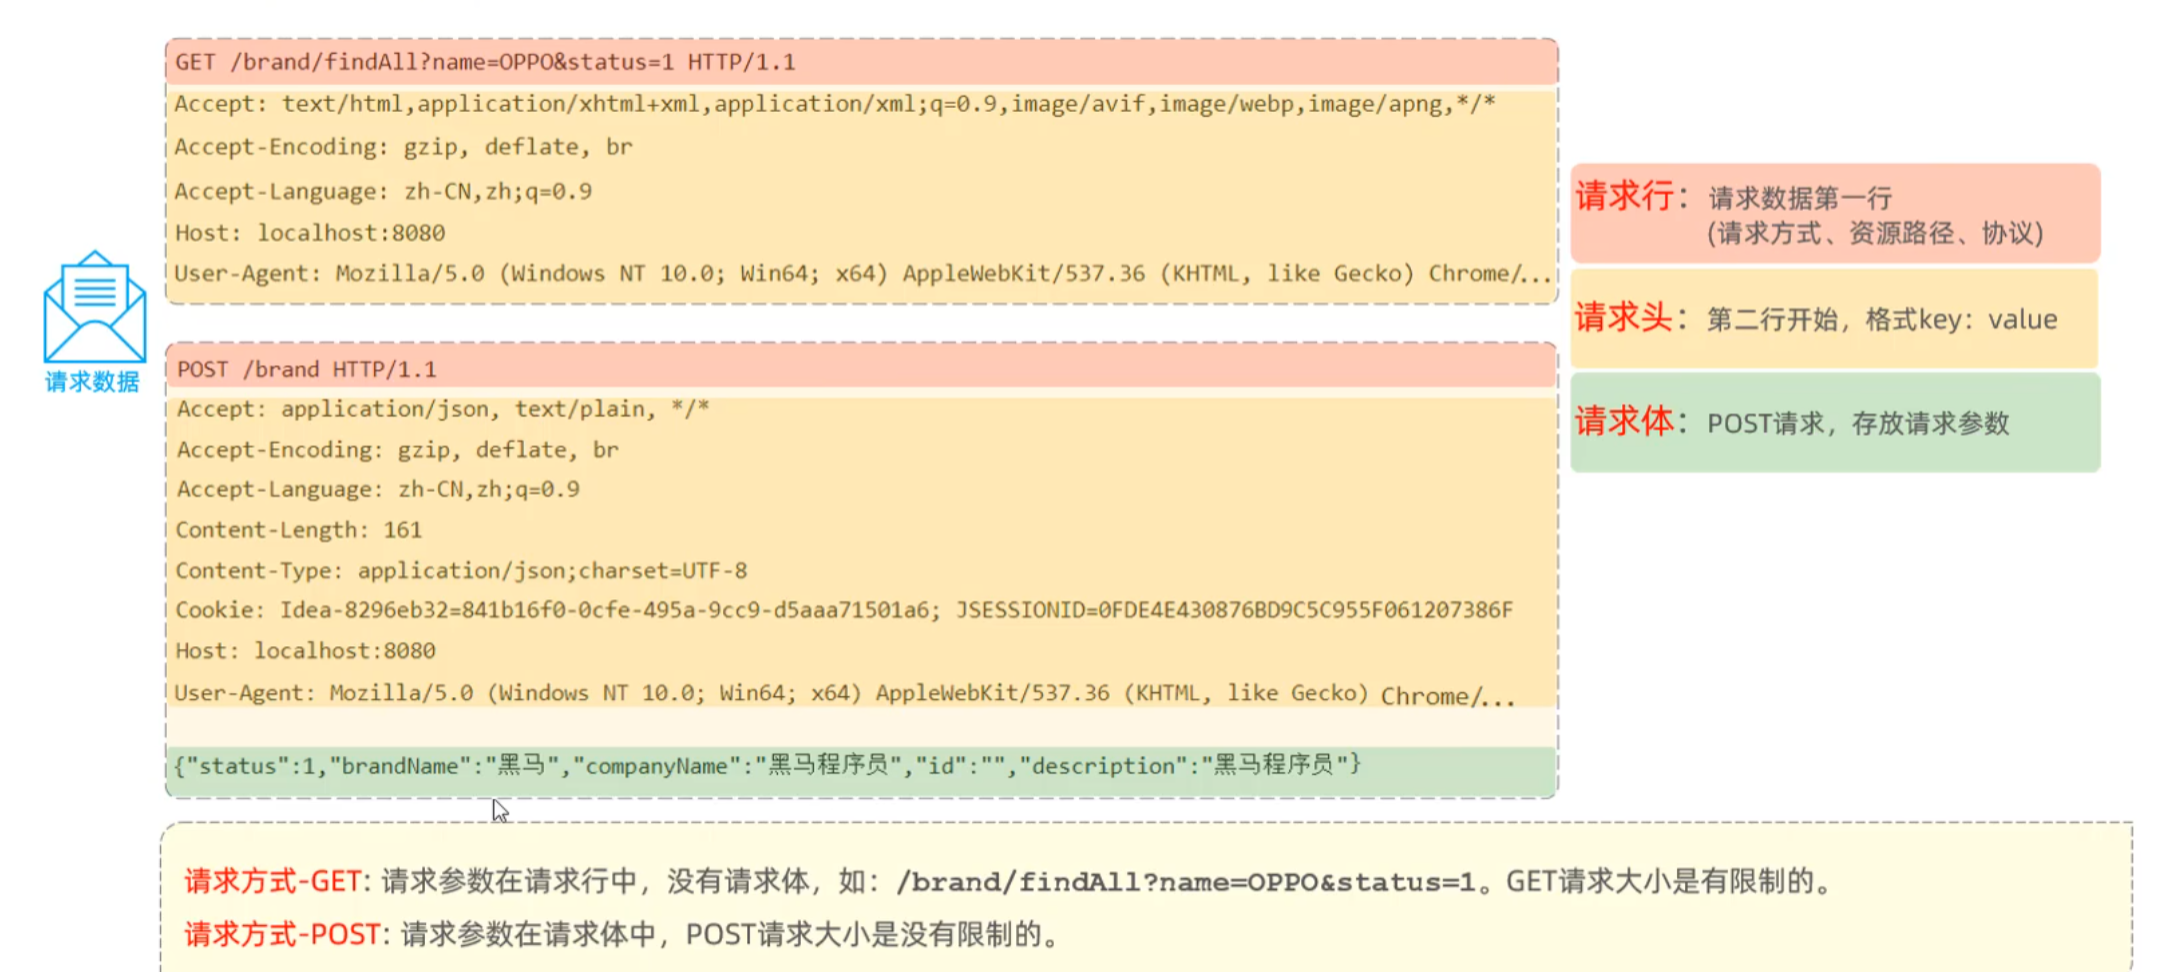 GET /brand/findAll?name=OPPO&status=1 HTTP/1.1
Accept: text/html,application/xhtml+xml,application/xml;q=0.9,image/avif,image/webp,image/apng,*/*
Accept-Encoding: gzip, deflate, br
Accept-Language: zh-CN,zh;q=0.9
Host: localhost:8080
User-Agent: Mozilla/5.0 (Windows NT 10.0; Win64; x64) AppleWebKit/537.36 (KHTML, like Gecko) Chrome/...
请求行：请求数据第一行
(请求方式、资源路径、协议)
请求头：第二行开始，格式key：value
请求体：POST请求，存放请求参数
请求数据
POST /brand HTTP/1.1
Accept: application/json, text/plain, */*
Accept-Encoding: gzip, deflate, br
Accept-Language: zh-CN,zh;q=0.9
Content-Length: 161
Content-Type: application/json;charset=UTF-8
Cookie: Idea-8296eb32=841b16f0-0cfe-495a-9cc9-d5aaa71501a6; JSESSIONID=0FDE4E430876BD9C5C955F061207386F
Host: localhost:8080
User-Agent: Mozilla/5.0 (Windows NT 10.0; Win64; x64) AppleWebKit/537.36 (KHTML, like Gecko) Chrome/...
{"status":1,"brandName":"黑马","companyName":"黑马程序员","id":"","description":"黑马程序员"}
请求方式-GET: 请求参数在请求行中，没有请求体，如：/brand/findAll?name=OPPO&status=1。GET请求大小是有限制的。
请求方式-POST: 请求参数在请求体中，POST请求大小是没有限制的。